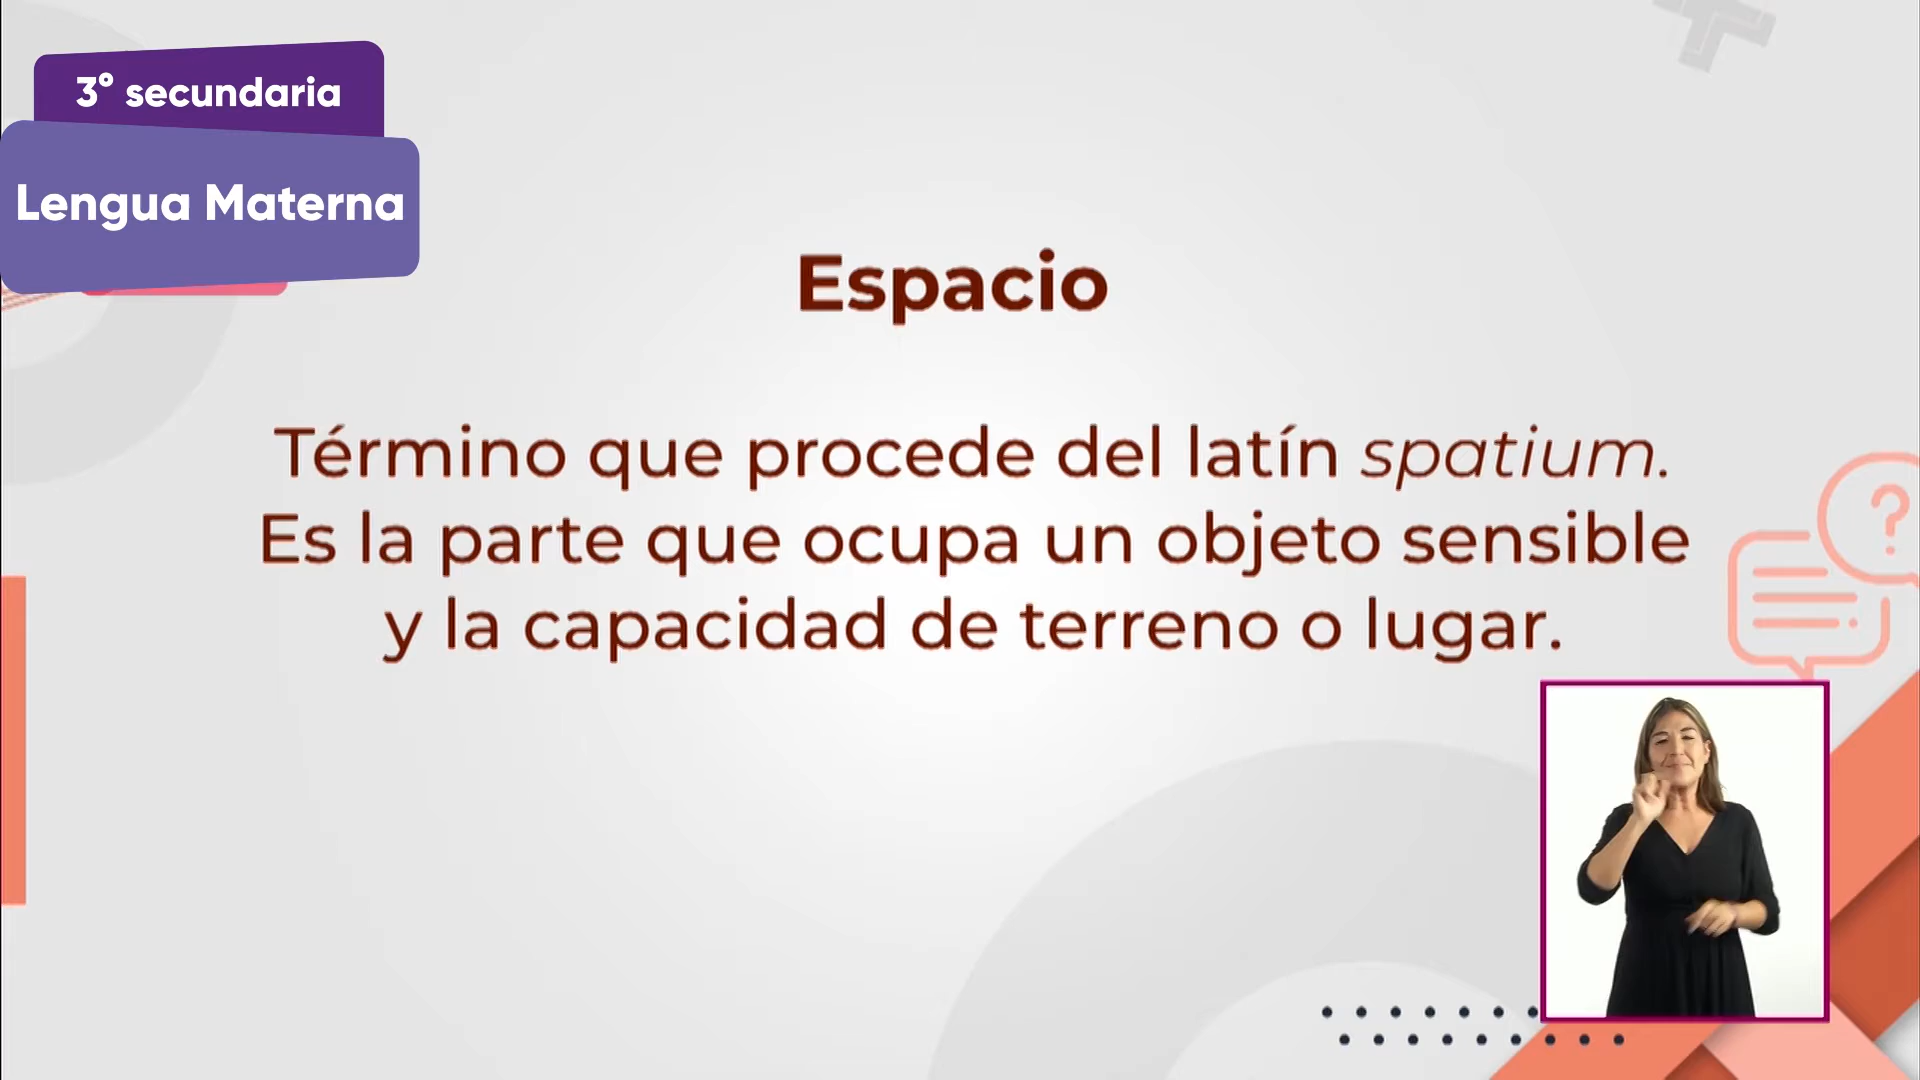 3° secundaria
Lengua Materna
Espacio
Término que procede del latín spatium.
Es la parte que ocupa un objeto sensible
y la capacidad de terreno o lugar.